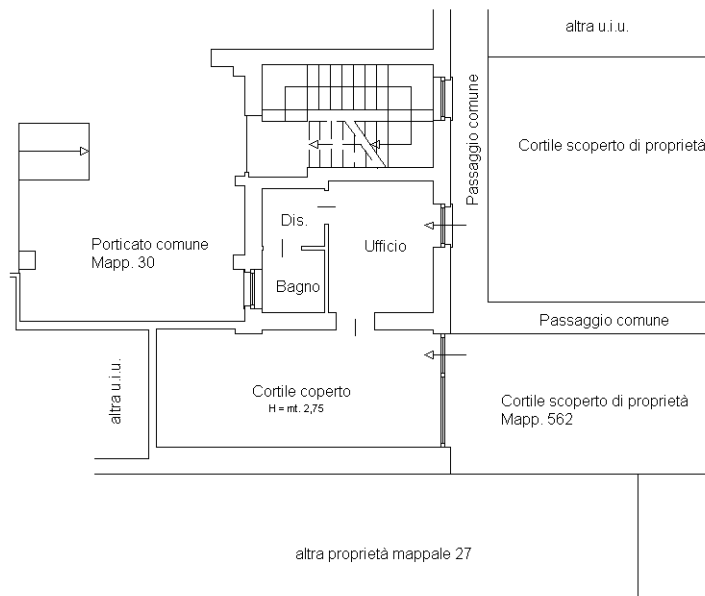 altra u.i.u.
Passaggio comune
Cortile scoperto di proprietà
Dis.
Porticato comune
Mapp. 30
Ufficio
Bagno
Passaggio comune
altra u.i.u.
Cortile coperto
H = mt. 2,75
Cortile scoperto di proprietà
Mapp. 562
altra proprietà mappale 27